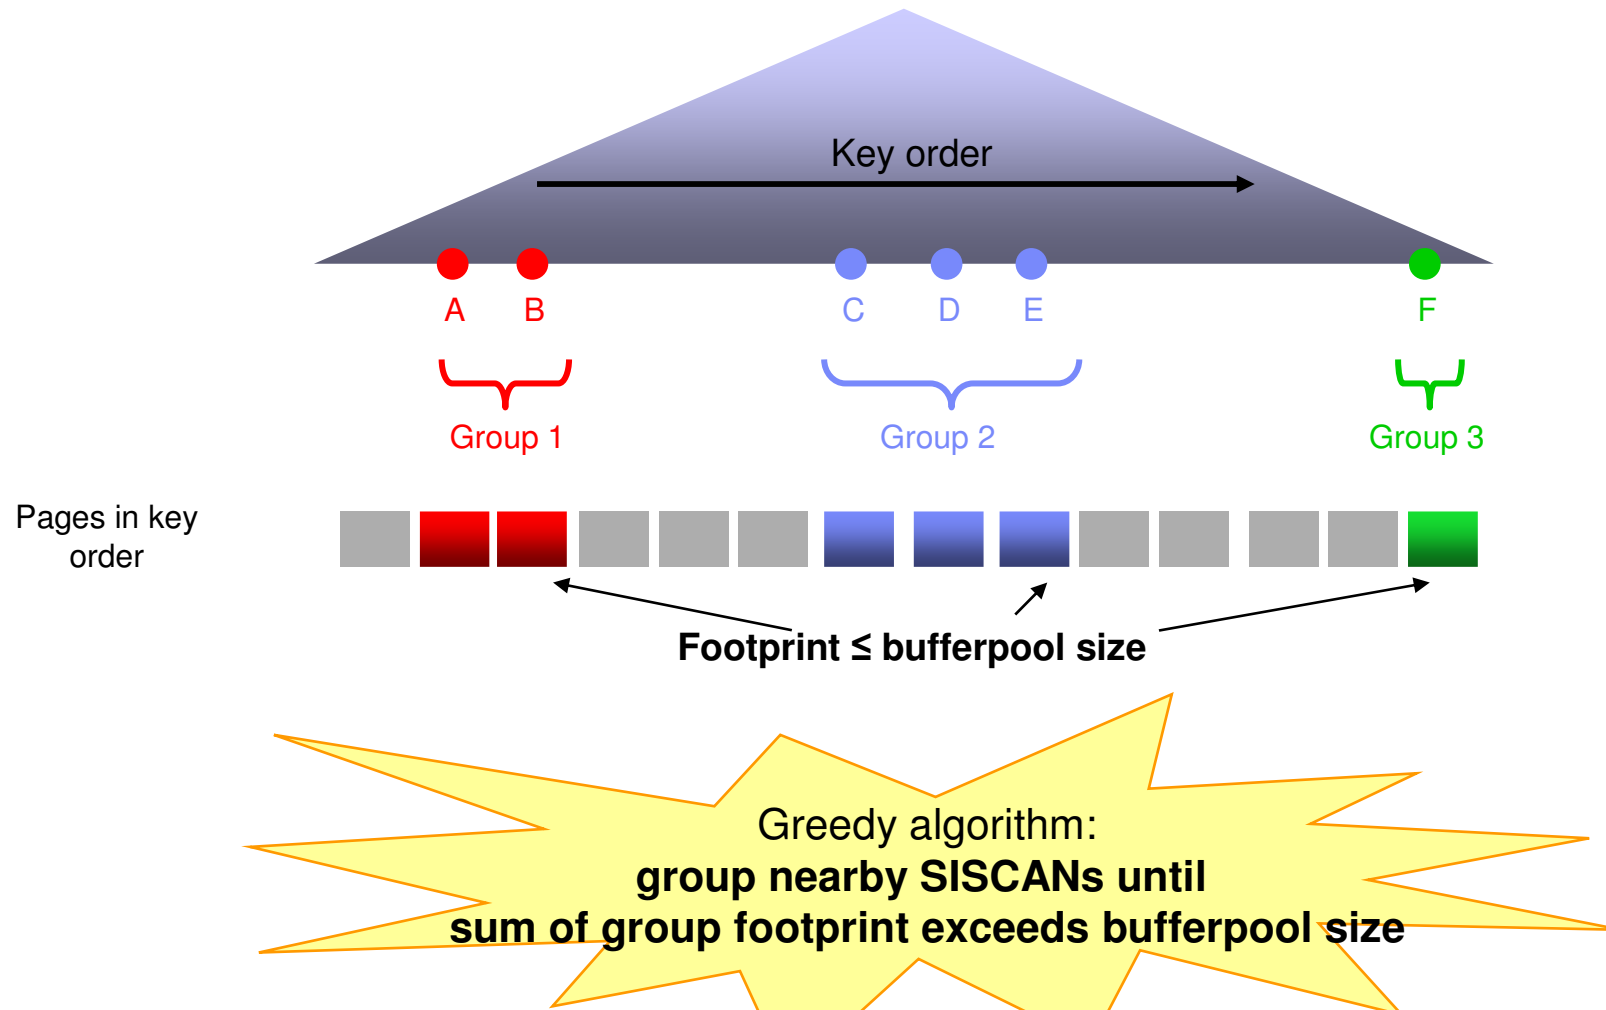 Key order
A
B
C
D
E
F
Group 1
Group 2
Group 3
Pages in key
order
Footprint ≤ bufferpool size
Greedy algorithm:
group nearby SISCANs until
sum of group footprint exceeds bufferpool size